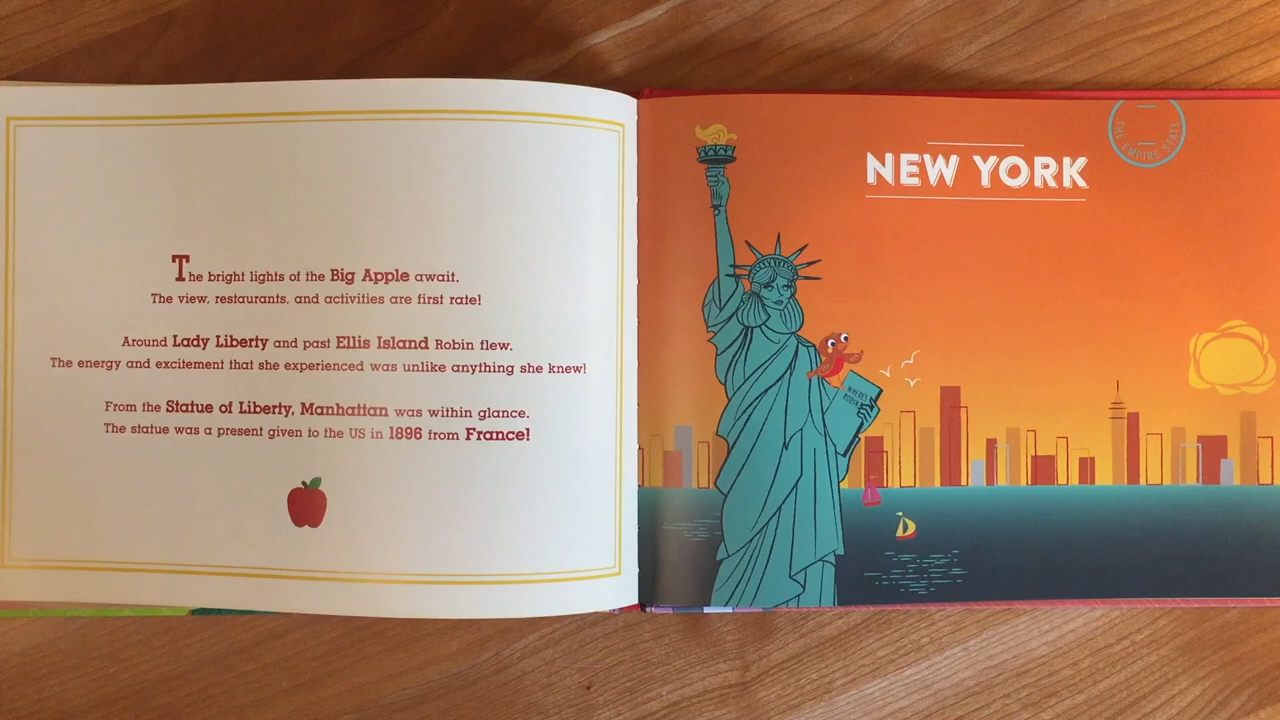 The bright lights of the Big Apple await.
The view, restaurants, and activities are first rate!
Around Lady Liberty and past Ellis Island Robin flew.
The energy and excitement that she experienced was unlike anything she knew!
From the Statue of Liberty, Manhattan was within glance.
The statue was a present given to the US in 1896 from France!
NEW YORK
THE EMPIRE STATE
WHERE'S
ROBIN